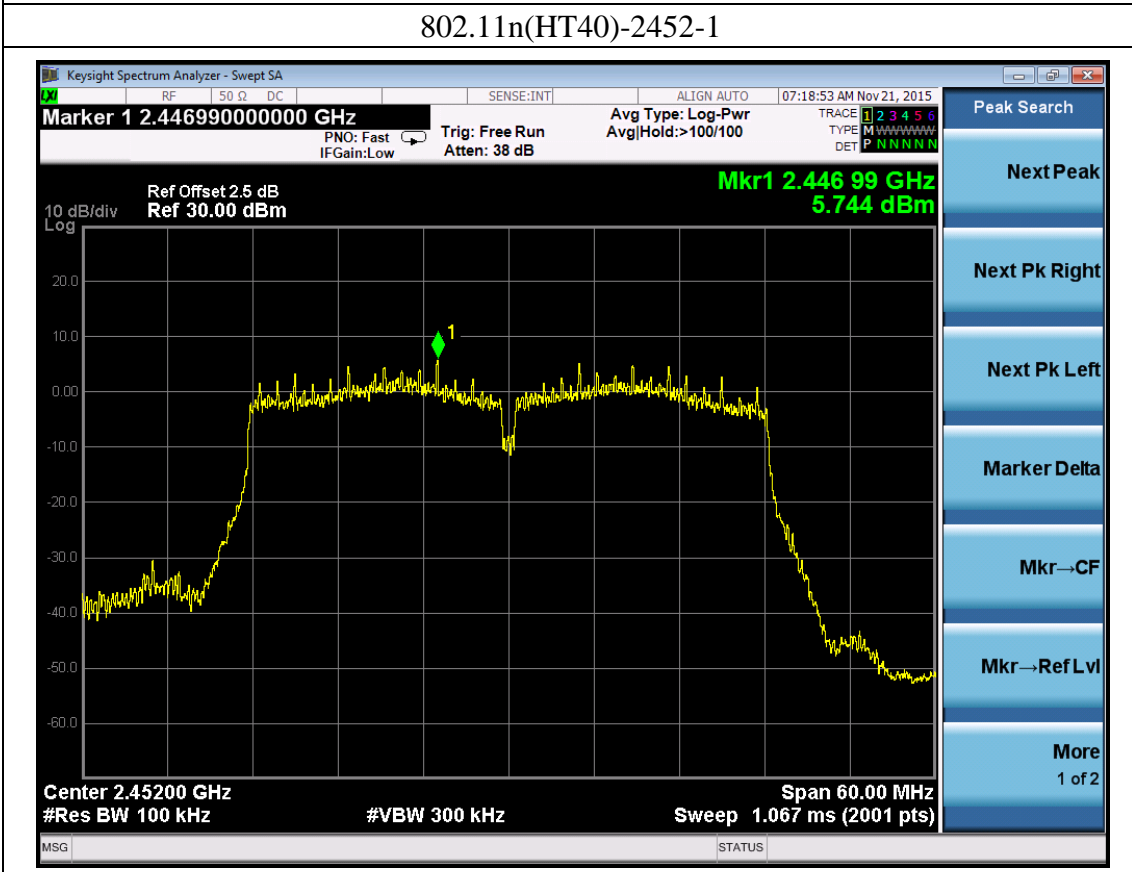 802.11n(HT40)-2452-1
Keysight Spectrum Analyzer - Swept SA
LXI RF 50 Ω DC SENSE:INT ALIGN AUTO 07:18:53 AM Nov 21, 2015
Marker 1 2.446990000000 GHz
PNO: Fast
IFGain:Low
Trig: Free Run
Atten: 38 dB
Avg Type: Log-Pwr
Avg|Hold:>100/100
TRACE 1 2 3 4 5 6
TYPE M WWWWW
DET P N N N N N
Peak Search
Next Peak
Next Pk Right
Next Pk Left
Marker Delta
Mkr→CF
Mkr→Ref Lvl
More
1 of 2
Mkr1 2.446 99 GHz
5.744 dBm
Ref Offset 2.5 dB
10 dB/div Ref 30.00 dBm
Log
20.0
10.0
0.00
-10.0
-20.0
-30.0
-40.0
-50.0
-60.0
1
Center 2.45200 GHz Span 60.00 MHz
#Res BW 100 kHz #VBW 300 kHz Sweep 1.067 ms (2001 pts)
MSG STATUS